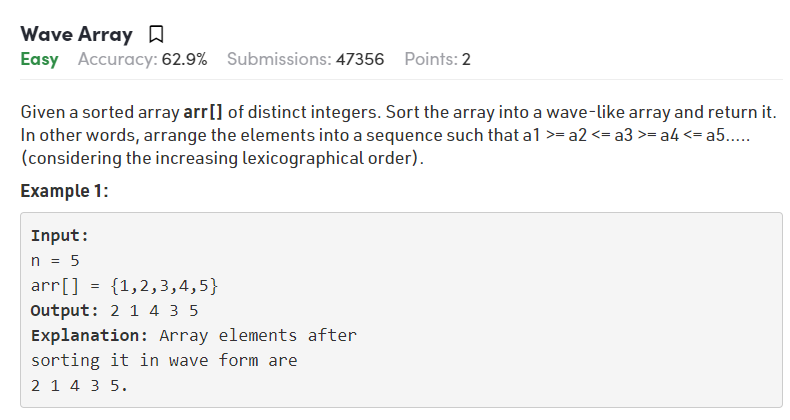 Wave Array
Easy Accuracy: 62.9% Submissions: 47356 Points: 2
Given a sorted array arr[] of distinct integers. Sort the array into a wave-like array and return it.
In other words, arrange the elements into a sequence such that a1 >= a2 <= a3 >= a4 <= a5.....
(considering the increasing lexicographical order).
Example 1:
Input:
n = 5
arr[] = {1,2,3,4,5}
Output: 2 1 4 3 5
Explanation: Array elements after
sorting it in wave form are
2 1 4 3 5.